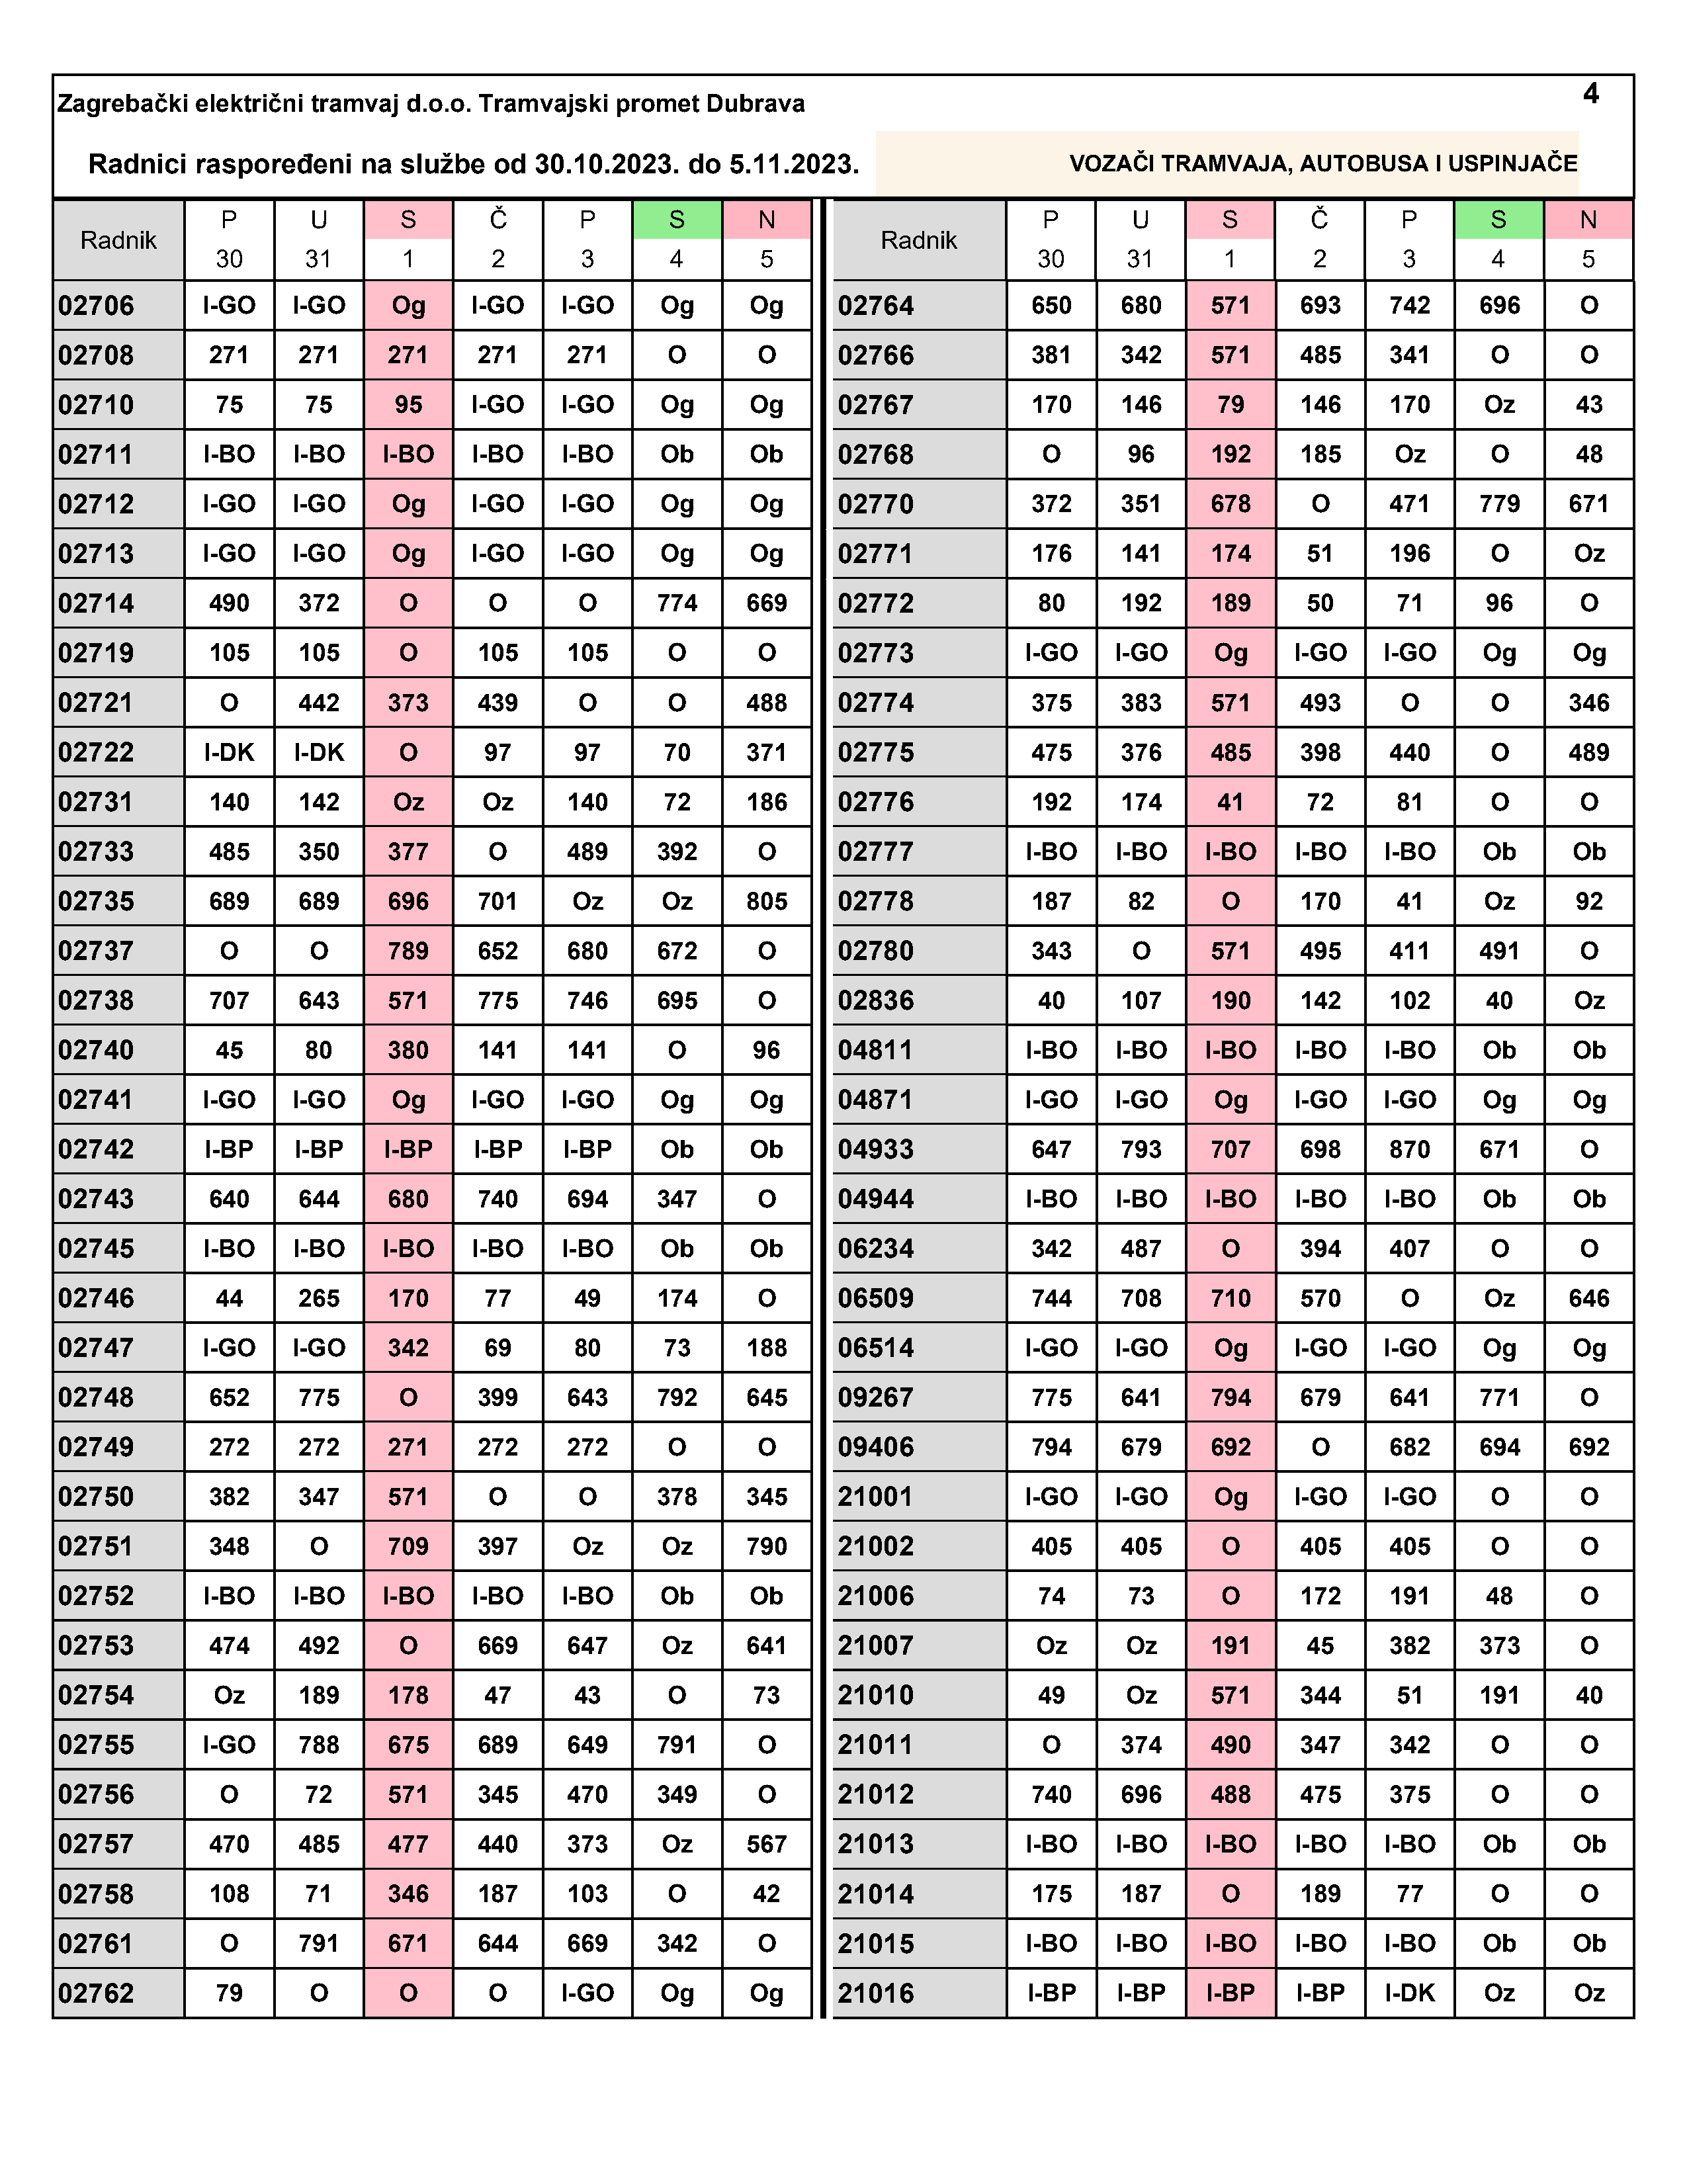 4
Zagrebački električni tramvaj d.o.o. Tramvajski promet Dubrava
Radnici raspoređeni na službe od 30.10.2023. do 5.11.2023. VOZAČI TRAMVAJA, AUTOBUSA I USPINJAČE
Radnik P U S Č P S N Radnik P U S Č P S N
30 31 1 2 3 4 5 30 31 1 2 3 4 5
02706 I-GO I-GO Og I-GO I-GO Og Og 02764 650 680 571 693 742 696 O
02708 271 271 271 271 271 O O 02766 381 342 571 485 341 O O
02710 75 75 95 I-GO I-GO Og Og 02767 170 146 79 146 170 Oz 43
02711 I-BO I-BO I-BO I-BO I-BO Ob Ob 02768 O 96 192 185 Oz O 48
02712 I-GO I-GO Og I-GO I-GO Og Og 02770 372 351 678 O 471 779 671
02713 I-GO I-GO Og I-GO I-GO Og Og 02771 176 141 174 51 196 O Oz
02714 490 372 O O O 774 669 02772 80 192 189 50 71 96 O
02719 105 105 O 105 105 O O 02773 I-GO I-GO Og I-GO I-GO Og Og
02721 O 442 373 439 O O 488 02774 375 383 571 493 O O 346
02722 I-DK I-DK O 97 97 70 371 02775 475 376 485 398 440 O 489
02731 140 142 Oz Oz 140 72 186 02776 192 174 41 72 81 O O
02733 485 350 377 O 489 392 O 02777 I-BO I-BO I-BO I-BO I-BO Ob Ob
02735 689 689 696 701 Oz Oz 805 02778 187 82 O 170 41 Oz 92
02737 O O 789 652 680 672 O 02780 343 O 571 495 411 491 O
02738 707 643 571 775 746 695 O 02836 40 107 190 142 102 40 Oz
02740 45 80 380 141 141 O 96 04811 I-BO I-BO I-BO I-BO I-BO Ob Ob
02741 I-GO I-GO Og I-GO I-GO Og Og 04871 I-GO I-GO Og I-GO I-GO Og Og
02742 I-BP I-BP I-BP I-BP I-BP Ob Ob 04933 647 793 707 698 870 671 O
02743 640 644 680 740 694 347 O 04944 I-BO I-BO I-BO I-BO I-BO Ob Ob
02745 I-BO I-BO I-BO I-BO I-BO Ob Ob 06234 342 487 O 394 407 O O
02746 44 265 170 77 49 174 O 06509 744 708 710 570 O Oz 646
02747 I-GO I-GO 342 69 80 73 188 06514 I-GO I-GO Og I-GO I-GO Og Og
02748 652 775 O 399 643 792 645 09267 775 641 794 679 641 771 O
02749 272 272 271 272 272 O O 09406 794 679 692 O 682 694 692
02750 382 347 571 O O 378 345 21001 I-GO I-GO Og I-GO I-GO O O
02751 348 O 709 397 Oz Oz 790 21002 405 405 O 405 405 O O
02752 I-BO I-BO I-BO I-BO I-BO Ob Ob 21006 74 73 O 172 191 48 O
02753 474 492 O 669 647 Oz 641 21007 Oz Oz 191 45 382 373 O
02754 Oz 189 178 47 43 O 73 21010 49 Oz 571 344 51 191 40
02755 I-GO 788 675 689 649 791 O 21011 O 374 490 347 342 O O
02756 O 72 571 345 470 349 O 21012 740 696 488 475 375 O O
02757 470 485 477 440 373 Oz 567 21013 I-BO I-BO I-BO I-BO I-BO Ob Ob
02758 108 71 346 187 103 O 42 21014 175 187 O 189 77 O O
02761 O 791 671 644 669 342 O 21015 I-BO I-BO I-BO I-BO I-BO Ob Ob
02762 79 O O O I-GO Og Og 21016 I-BP I-BP I-BP I-BP I-DK Oz Oz